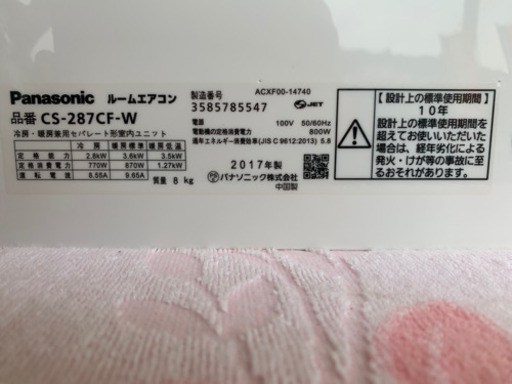 Panasonic ルームエアコン
品番 CS-287CF-W
冷房・暖房兼用セパレート形室内ユニット
冷房 暖房標準 暖房低温
定格能力 2.8kW 3.6kW 3.5kW
定格消費電力 770W 670W 1.27kW
運転電流 8.55A 9.65A
質量 8 kg
ACXF00-14740
製造番号
3585785547
JET
電源 100V 50/60Hz
電動機の定格消費電力 800W
通年エネルギー消費効率(JIS C 9612:2013) 5.8
2017年製
パナソニック株式会社
中国製
【設計上の標準使用期間】
10年
設計上の標準使用期間を
超えてお使いいただいた
場合は、経年劣化による
発火・けが等の事故に至
るおそれがあります。